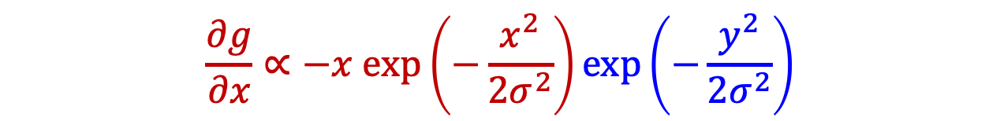 ∂g/∂x ∝ −x exp(−x²/2σ²) exp(−y²/2σ²)